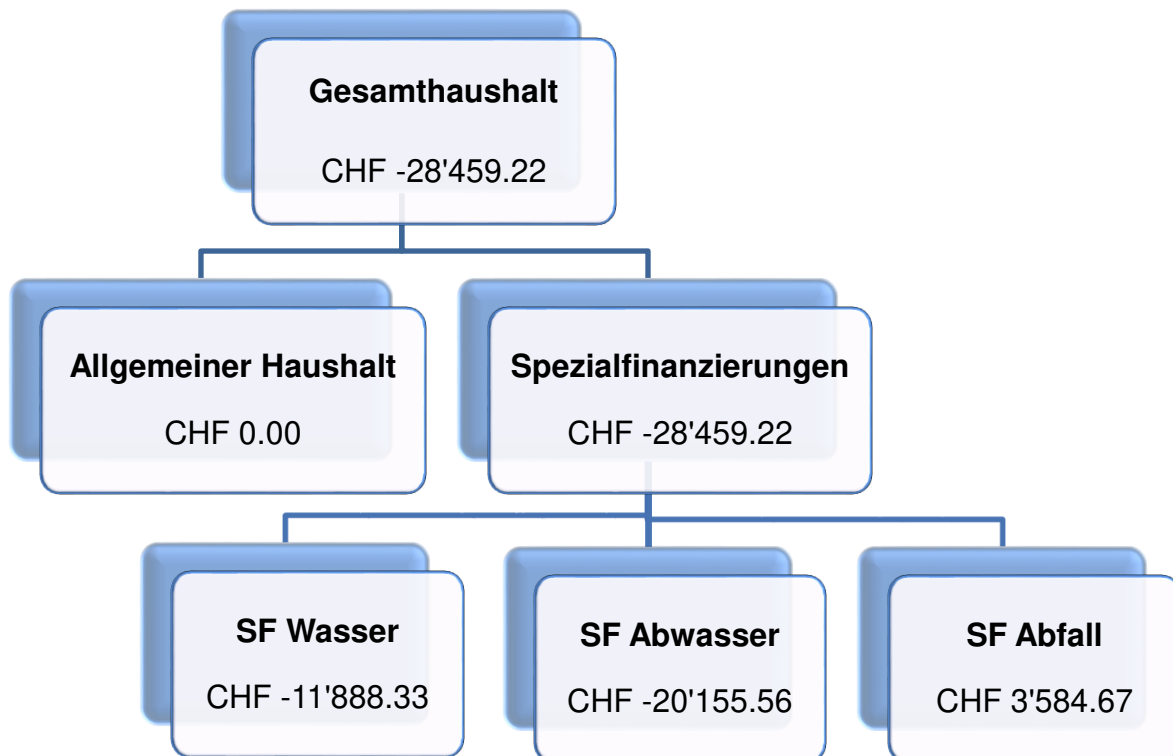 Gesamthaushalt
CHF -28'459.22
Allgemeiner Haushalt
CHF 0.00
Spezialfinanzierungen
CHF -28'459.22
SF Wasser
CHF -11'888.33
SF Abwasser
CHF -20'155.56
SF Abfall
CHF 3'584.67